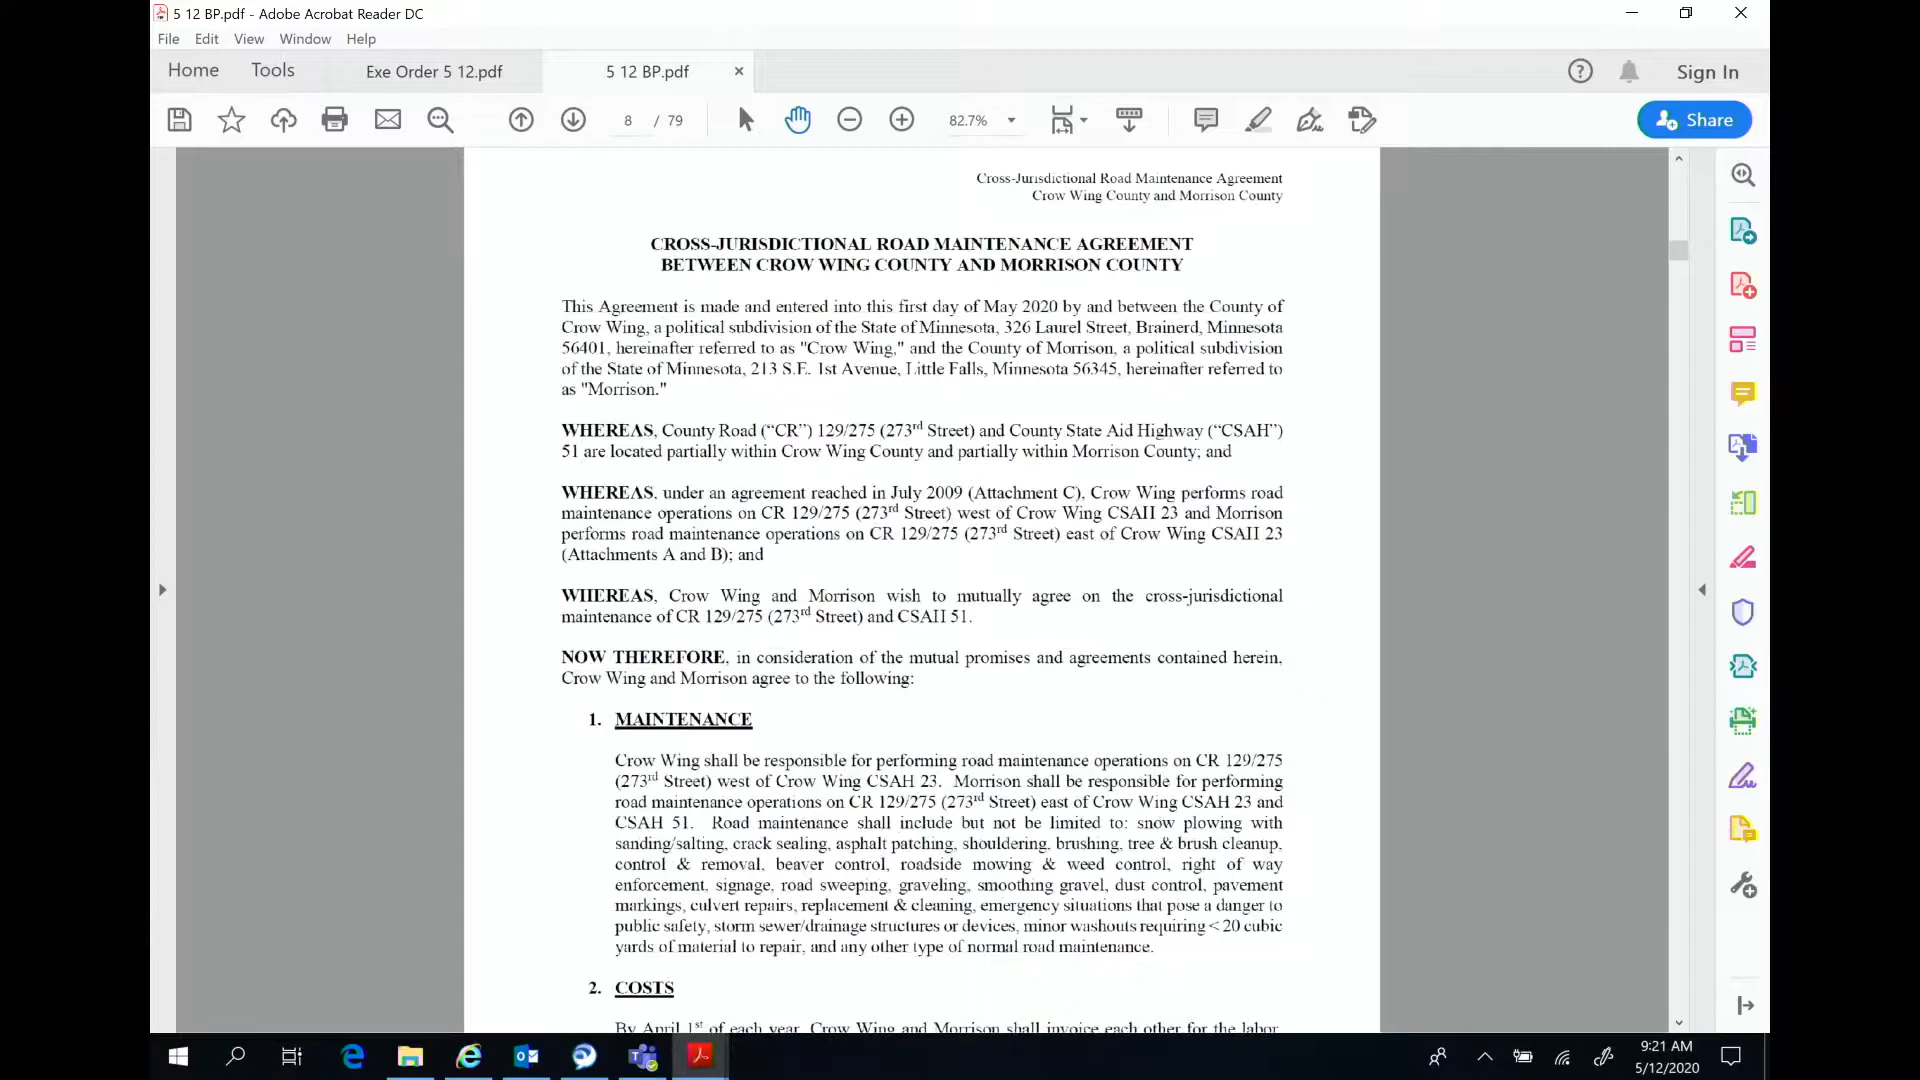 5 12 BP.pdf - Adobe Acrobat Reader DC
File Edit View Window Help
Home Tools Exe Order 5 12.pdf 5 12 BP.pdf Sign In
8 / 79 82.7% Share
Cross-Jurisdictional Road Maintenance Agreement
Crow Wing County and Morrison County
CROSS-JURISDICTIONAL ROAD MAINTENANCE AGREEMENT
BETWEEN CROW WING COUNTY AND MORRISON COUNTY
This Agreement is made and entered into this first day of May 2020 by and between the County of
Crow Wing, a political subdivision of the State of Minnesota, 326 Laurel Street, Brainerd, Minnesota
56401, hereinafter referred to as "Crow Wing," and the County of Morrison, a political subdivision
of the State of Minnesota, 213 S.E. 1st Avenue, Little Falls, Minnesota 56345, hereinafter referred to
as "Morrison."
WHEREAS, County Road (“CR”) 129/275 (273rd Street) and County State Aid Highway (“CSAH”)
51 are located partially within Crow Wing County and partially within Morrison County; and
WHEREAS, under an agreement reached in July 2009 (Attachment C), Crow Wing performs road
maintenance operations on CR 129/275 (273rd Street) west of Crow Wing CSAH 23 and Morrison
performs road maintenance operations on CR 129/275 (273rd Street) east of Crow Wing CSAH 23
(Attachments A and B); and
WHEREAS, Crow Wing and Morrison wish to mutually agree on the cross-jurisdictional
maintenance of CR 129/275 (273rd Street) and CSAH 51.
NOW THEREFORE, in consideration of the mutual promises and agreements contained herein,
Crow Wing and Morrison agree to the following:
1. MAINTENANCE
Crow Wing shall be responsible for performing road maintenance operations on CR 129/275
(273rd Street) west of Crow Wing CSAH 23. Morrison shall be responsible for performing
road maintenance operations on CR 129/275 (273rd Street) east of Crow Wing CSAH 23 and
CSAH 51. Road maintenance shall include but not be limited to: snow plowing with
sanding/salting, crack sealing, asphalt patching, shouldering, brushing, tree & brush cleanup,
control & removal, beaver control, roadside mowing & weed control, right of way
enforcement, signage, road sweeping, graveling, smoothing gravel, dust control, pavement
markings, culvert repairs, replacement & cleaning, emergency situations that pose a danger to
public safety, storm sewer/drainage structures or devices, minor washouts requiring < 20 cubic
yards of material to repair, and any other type of normal road maintenance.
2. COSTS
By April 1st of each year, Crow Wing and Morrison shall invoice each other for the labor,
9:21 AM
5/12/2020